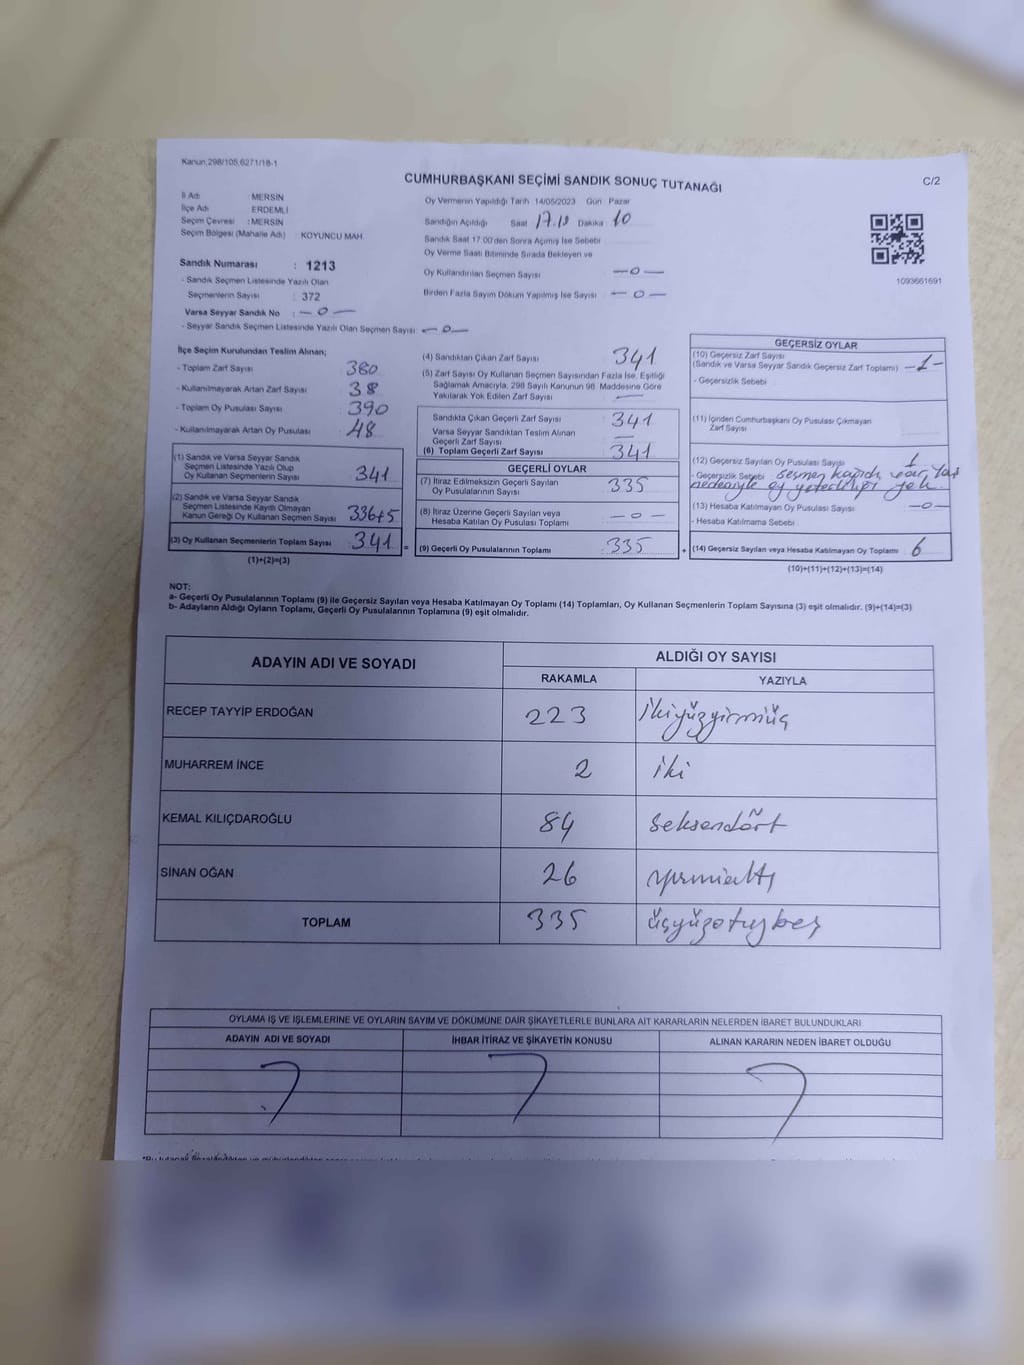 Kanun,298/105,6271/18-1
CUMHURBAŞKANI SEÇİMİ SANDIK SONUÇ TUTANAĞI
C/2
İl Adı : MERSİN
İlçe Adı : ERDEMLİ
Seçim Çevresi : MERSİN
Seçim Bölgesi (Mahalle Adı) KOYUNCU MAH.
Sandık Numarası : 1213
- Sandık Seçmen Listesinde Yazılı Olan
Seçmenlerin Sayısı : 372
Varsa Seyyar Sandık No : - 0 -
- Seyyar Sandık Seçmen Listesinde Yazılı Olan Seçmen Sayısı: - 0 -
Oy Vermenin Yapıldığı Tarih 14/05/2023 Gün Pazar
Sandığın Açıldığı Saat 17.10 Dakika 10
Sandık Saat 17:00'den Sonra Açılmış İse Sebebi
Oy Verme Saati Bitiminde Sırada Bekleyen ve
Oy Kullandırılan Seçmen Sayısı - 0 -
Birden Fazla Sayım Döküm Yapılmış İse Sayısı : - 0 -
1093661691
İlçe Seçim Kurulundan Teslim Alınan;
- Toplam Zarf Sayısı : 380
- Kullanılmayarak Artan Zarf Sayısı : 38
- Toplam Oy Pusulası Sayısı : 390
- Kullanılmayarak Artan Oy Pusulası : 48
(1) Sandık ve Varsa Seyyar Sandık
Seçmen Listesinde Yazılı Olup
Oy Kullanan Seçmenlerin Sayısı : 341
(2) Sandık ve Varsa Seyyar Sandık
Seçmen Listesinde Kayıtlı Olmayan
Kanun Gereği Oy Kullanan Seçmen Sayısı : 336+5
(3) Oy Kullanan Seçmenlerin Toplam Sayısı : 341 =
(1)+(2)=(3)
(4) Sandıktan Çıkan Zarf Sayısı : 341
(5) Zarf Sayısı Oy Kullanan Seçmen Sayısından Fazla İse, Eşitliği
Sağlamak Amacıyla, 298 Sayılı Kanunun 98. Maddesine Göre
Yakılarak Yok Edilen Zarf Sayısı : —
Sandıkta Çıkan Geçerli Zarf Sayısı : 341
Varsa Seyyar Sandıktan Teslim Alınan
Geçerli Zarf Sayısı : —
(6) Toplam Geçerli Zarf Sayısı : 341
GEÇERLİ OYLAR
(7) İtiraz Edilmeksizin Geçerli Sayılan
Oy Pusulalarının Sayısı : 335
(8) İtiraz Üzerine Geçerli Sayılan veya
Hesaba Katılan Oy Pusulası Toplamı : - 0 -
(9) Geçerli Oy Pusulalarının Toplamı : 335 +
GEÇERSİZ OYLAR
(10) Geçersiz Zarf Sayısı
(Sandık ve Varsa Seyyar Sandık Geçersiz Zarf Toplamı) - 1 -
- Geçersizlik Sebebi
(11) İçinden Cumhurbaşkanı Oy Pusulası Çıkmayan
Zarf Sayısı
(12) Geçersiz Sayılan Oy Pusulası Sayısı 1
- Geçersizlik Sebebi seçmen
nedeniyle oy yok
(13) Hesaba Katılmayan Oy Pusulası Sayısı - 0 -
- Hesaba Katılmama Sebebi
(14) Geçersiz Sayılan veya Hesaba Katılmayan Oy Toplamı : 6
(10)+(11)+(12)+(13)=(14)
NOT:
a- Geçerli Oy Pusulalarının Toplamı (9) ile Geçersiz Sayılan veya Hesaba Katılmayan Oy Toplamı (14) Toplamları, Oy Kullanan Seçmenlerin Toplam Sayısına (3) eşit olmalıdır. (9)+(14)=(3)
b- Adayların Aldığı Oyların Toplamı, Geçerli Oy Pusulalarının Toplamına (9) eşit olmalıdır.
ADAYIN ADI VE SOYADI
ALDIĞI OY SAYISI
RAKAMLA YAZIYLA
RECEP TAYYİP ERDOĞAN 223 ikiyüzyirmiüç
MUHARREM İNCE 2 iki
KEMAL KILIÇDAROĞLU 84 seksendört
SİNAN OĞAN 26 yirmialtı
TOPLAM 335 üçyüzotuzbeş
OYLAMA İŞ VE İŞLEMLERİNE VE OYLARIN SAYIM VE DÖKÜMÜNE DAİR ŞİKAYETLERLE BUNLARA AİT KARARLARIN NELERDEN İBARET BULUNDUKLARI
ADAYIN ADI VE SOYADI İHBAR İTİRAZ VE ŞİKAYETİN KONUSU ALINAN KARARIN NEDEN İBARET OLDUĞU